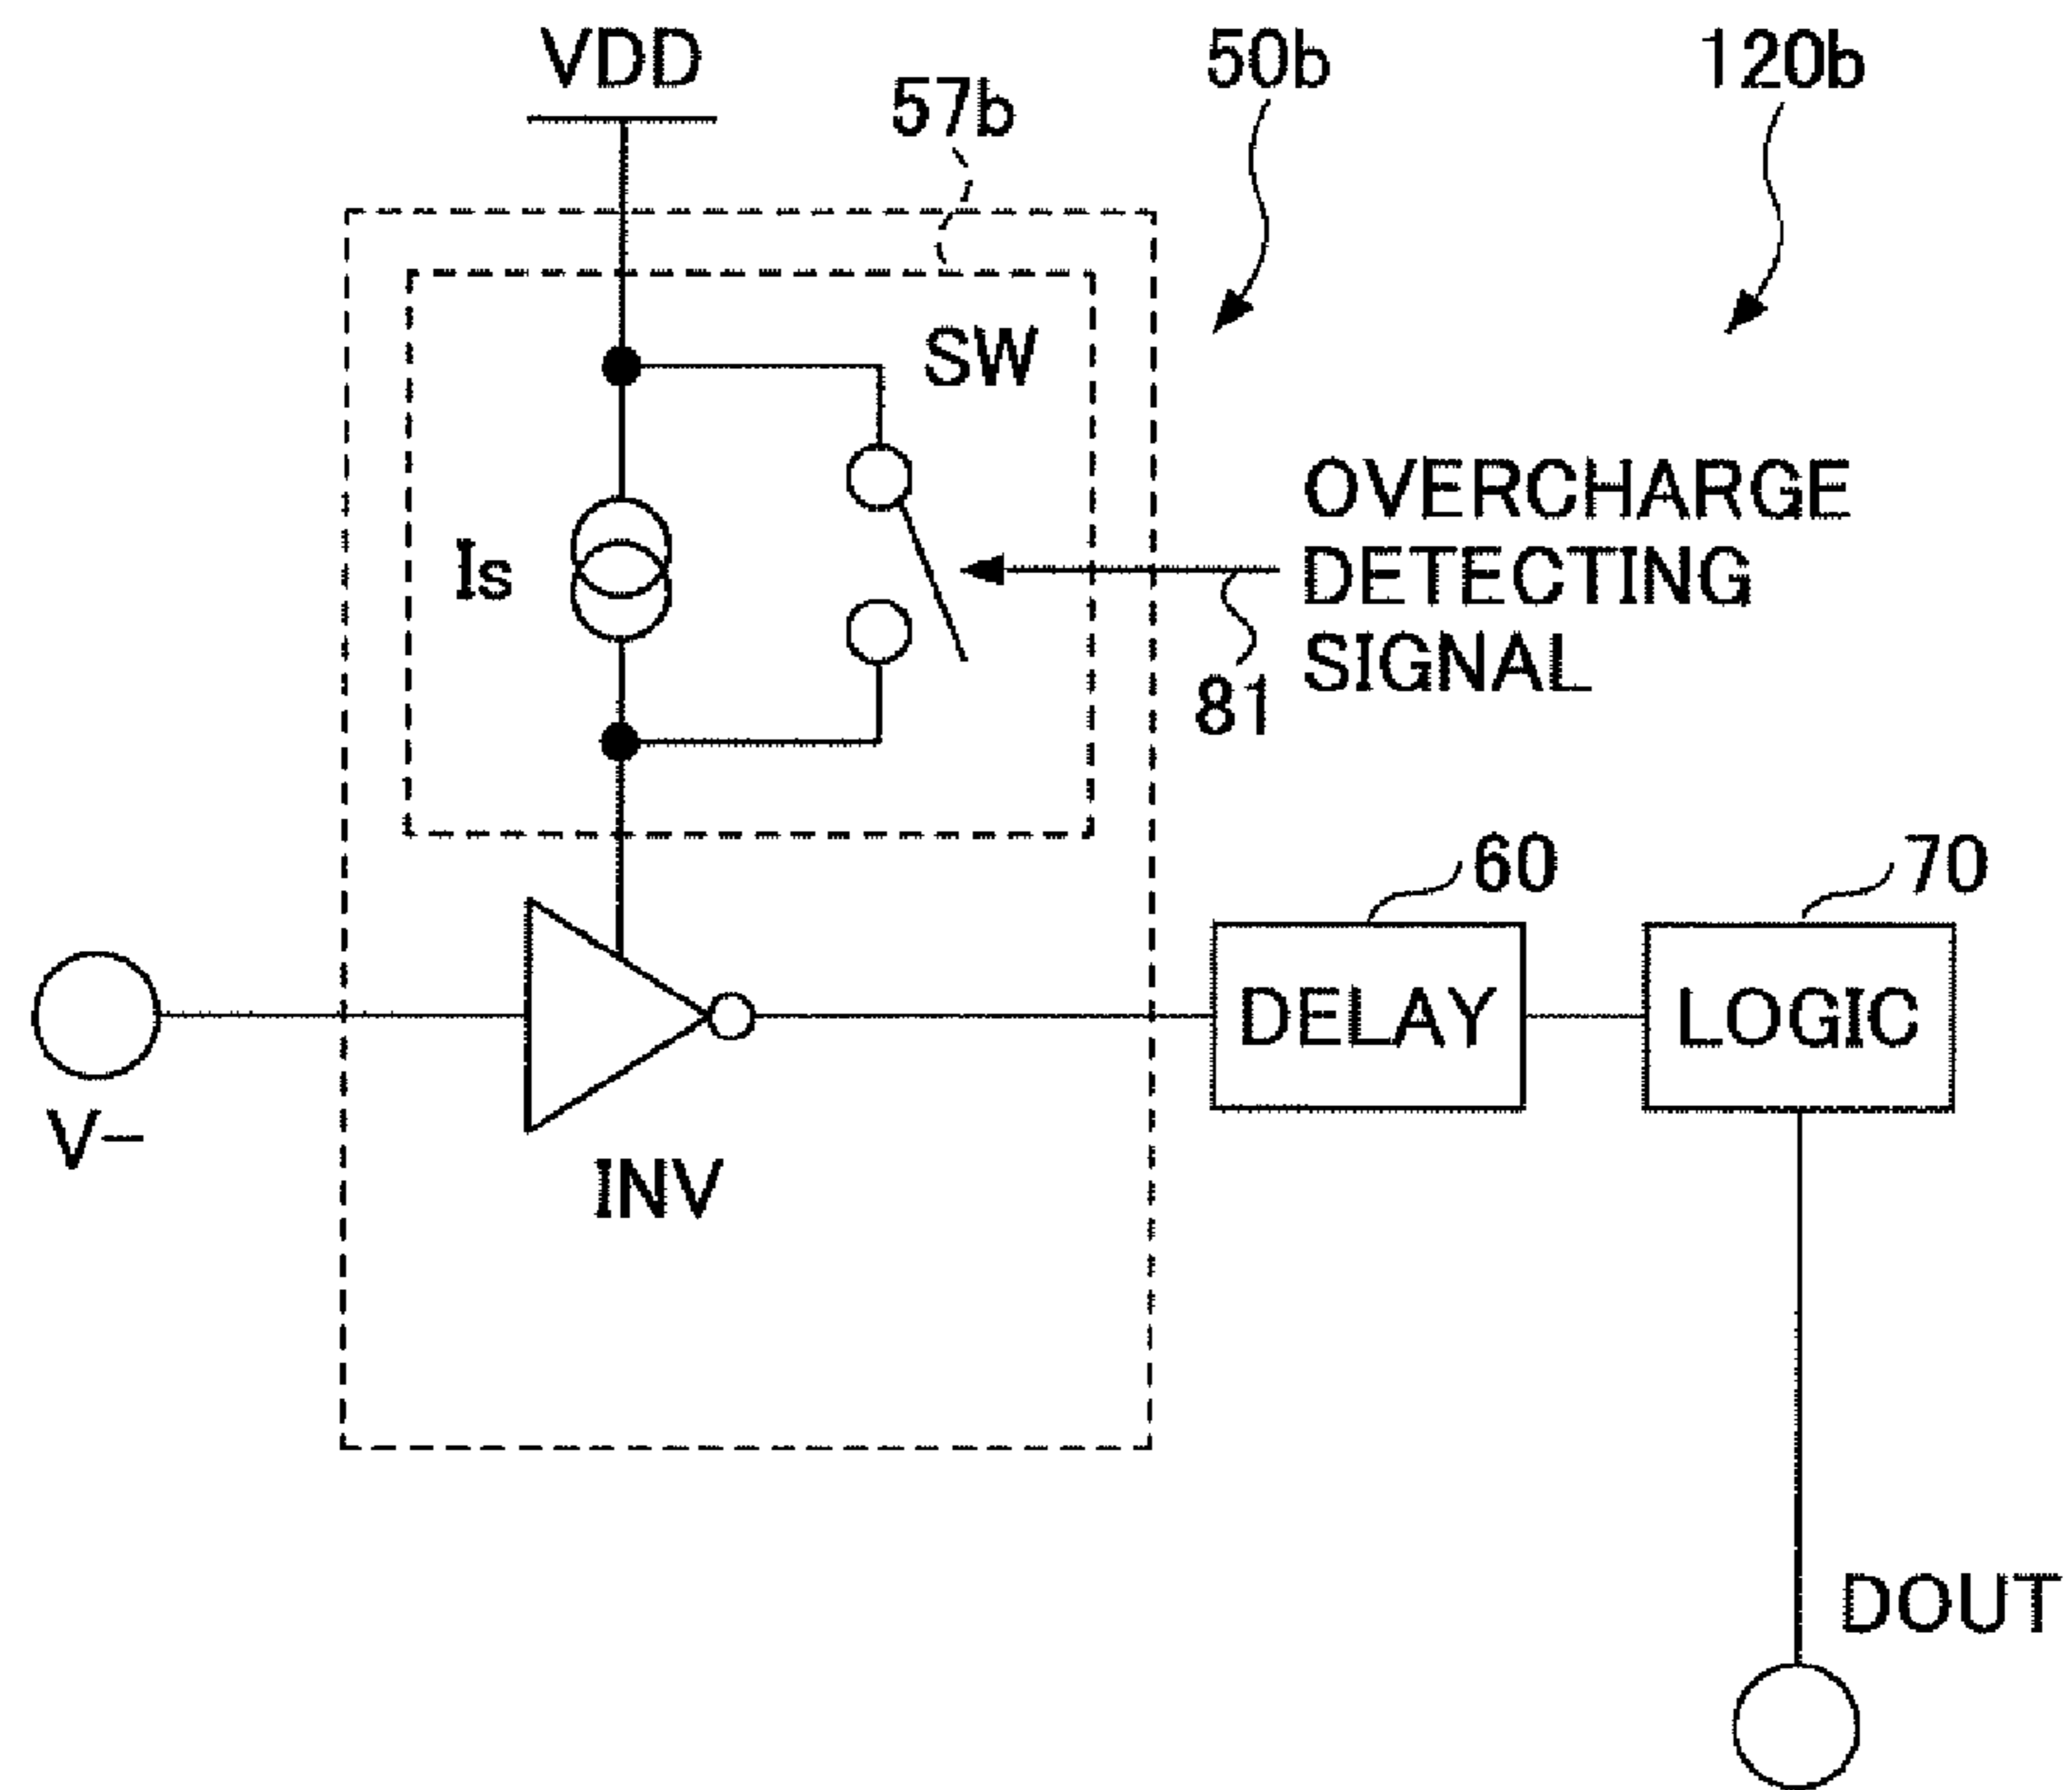 VDD
57b
50b
120b
SW
Is
OVERCHARGE
DETECTING
SIGNAL
81
60
70
DELAY
LOGIC
V−
INV
DOUT